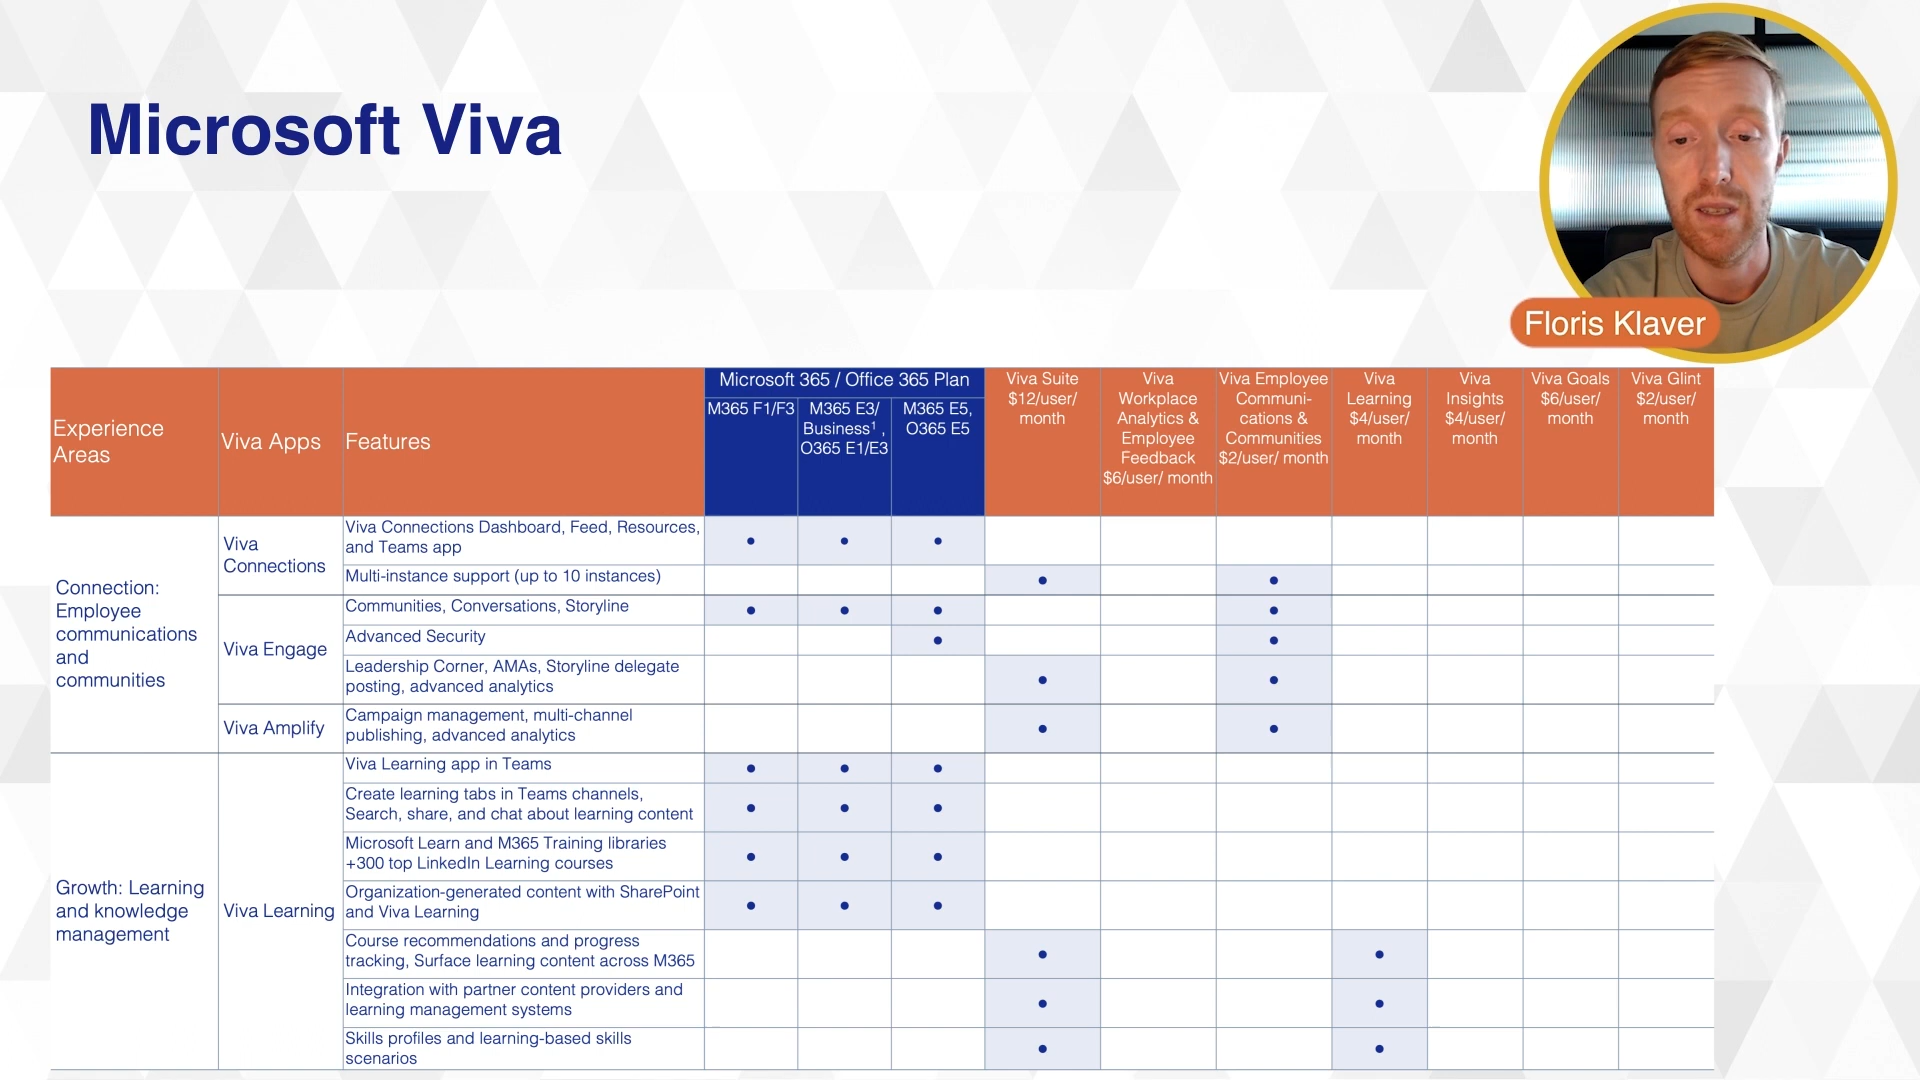 Microsoft Viva
Floris Klaver
Experience
Areas
Viva Apps
Features
Microsoft 365 / Office 365 Plan
M365 F1/F3
M365 E3/
Business¹ ,
O365 E1/E3
M365 E5,
O365 E5
Viva Suite
$12/user/
month
Viva
Workplace
Analytics &
Employee
Feedback
$6/user/ month
Viva Employee
Communi-
cations &
Communities
$2/user/ month
Viva
Learning
$4/user/
month
Viva
Insights
$4/user/
month
Viva Goals
$6/user/
month
Viva Glint
$2/user/
month
Connection:
Employee
communications
and
communities
Viva
Connections
Viva Connections Dashboard, Feed, Resources,
and Teams app
Multi-instance support (up to 10 instances)
Viva Engage
Communities, Conversations, Storyline
Advanced Security
Leadership Corner, AMAs, Storyline delegate
posting, advanced analytics
Viva Amplify
Campaign management, multi-channel
publishing, advanced analytics
Growth: Learning
and knowledge
management
Viva Learning
Viva Learning app in Teams
Create learning tabs in Teams channels,
Search, share, and chat about learning content
Microsoft Learn and M365 Training libraries
+300 top LinkedIn Learning courses
Organization-generated content with SharePoint
and Viva Learning
Course recommendations and progress
tracking, Surface learning content across M365
Integration with partner content providers and
learning management systems
Skills profiles and learning-based skills
scenarios